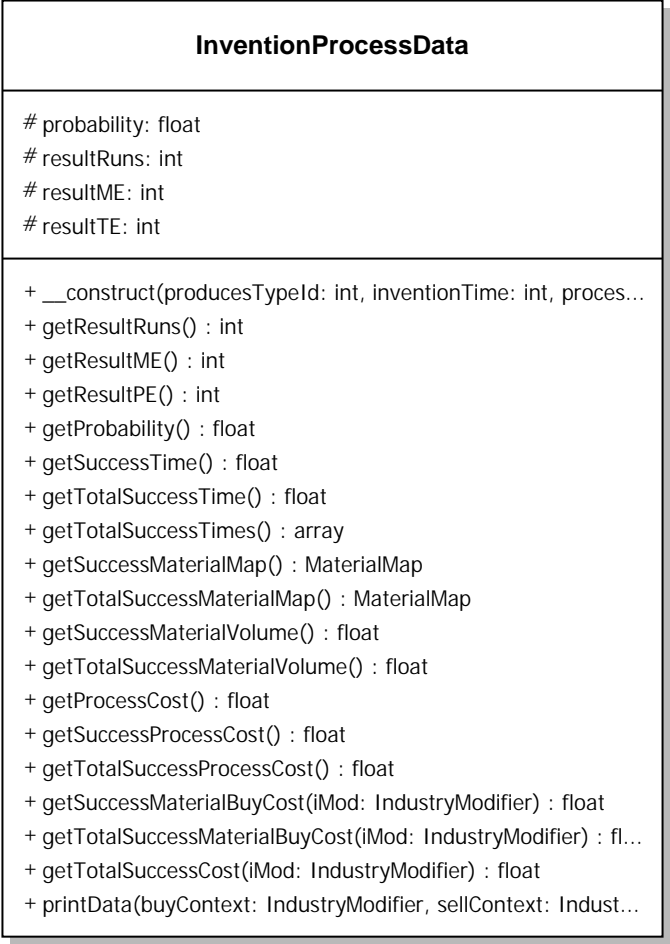 InventionProcessData
# probability: float
# resultRuns: int
# resultME: int
# resultTE: int
+ __construct(producesTypeId: int, inventionTime: int, proces...
+ getResultRuns() : int
+ getResultME() : int
+ getResultPE() : int
+ getProbability() : float
+ getSuccessTime() : float
+ getTotalSuccessTime() : float
+ getTotalSuccessTimes() : array
+ getSuccessMaterialMap() : MaterialMap
+ getTotalSuccessMaterialMap() : MaterialMap
+ getSuccessMaterialVolume() : float
+ getTotalSuccessMaterialVolume() : float
+ getProcessCost() : float
+ getSuccessProcessCost() : float
+ getTotalSuccessProcessCost() : float
+ getSuccessMaterialBuyCost(iMod: IndustryModifier) : float
+ getTotalSuccessMaterialBuyCost(iMod: IndustryModifier) : fl...
+ getTotalSuccessCost(iMod: IndustryModifier) : float
+ printData(buyContext: IndustryModifier, sellContext: Indust...